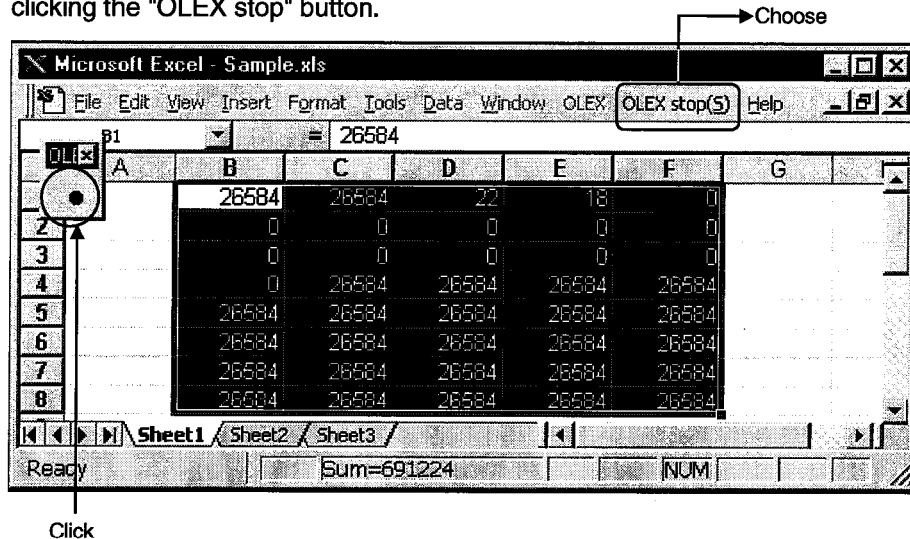 clicking the "OLEX stop" button.
Choose
Microsoft Excel - Sample.xls
File Edit View Insert Format Tools Data Window OLEX OLEX stop(S) Help
B1 = 26584
OLE
A B C D E F G
26584 26584 22 18 0
2 0 0 0 0 0
3 0 0 0 0 0
4 0 26584 26584 26584 26584
5 26584 26584 26584 26584 26584
6 26584 26584 26584 26584 26584
7 26584 26584 26584 26584 26584
8 26584 26584 26584 26584 26584
Sheet1 Sheet2 Sheet3
Ready Sum=691224 NUM
Click